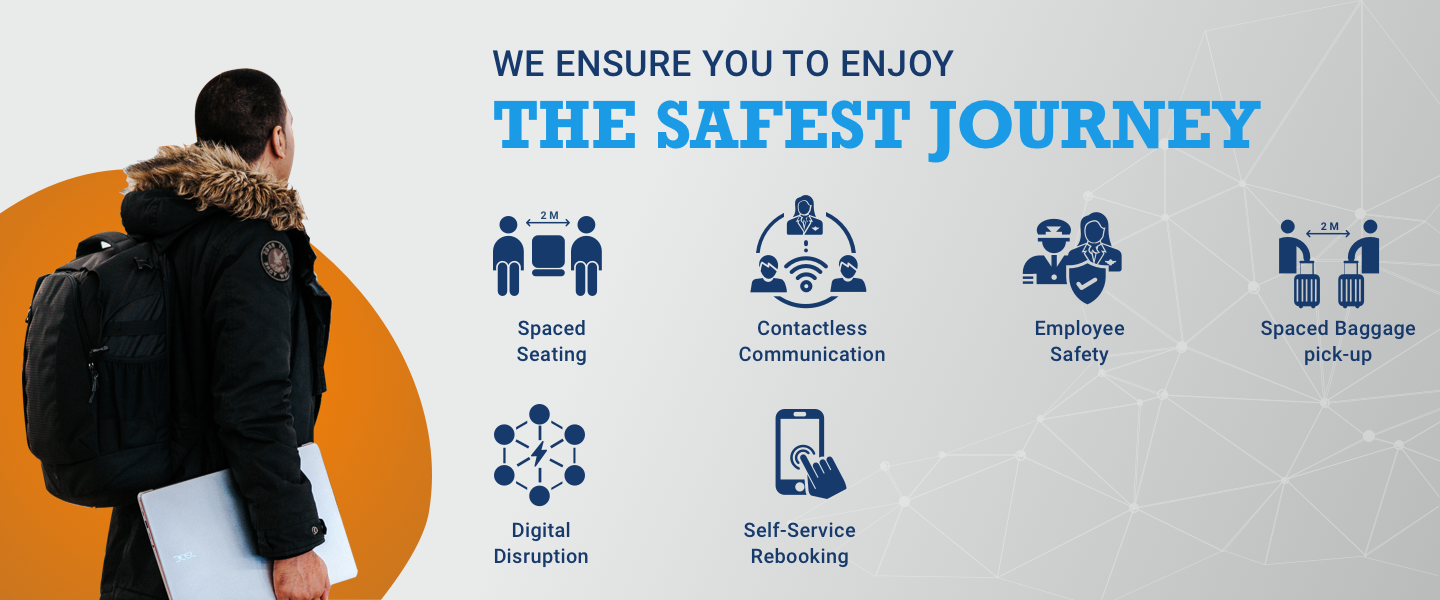 WE ENSURE YOU TO ENJOY
THE SAFEST JOURNEY
2 M
Spaced
Seating
Contactless
Communication
Employee
Safety
2 M
Spaced Baggage
pick-up
Digital
Disruption
Self-Service
Rebooking
acer